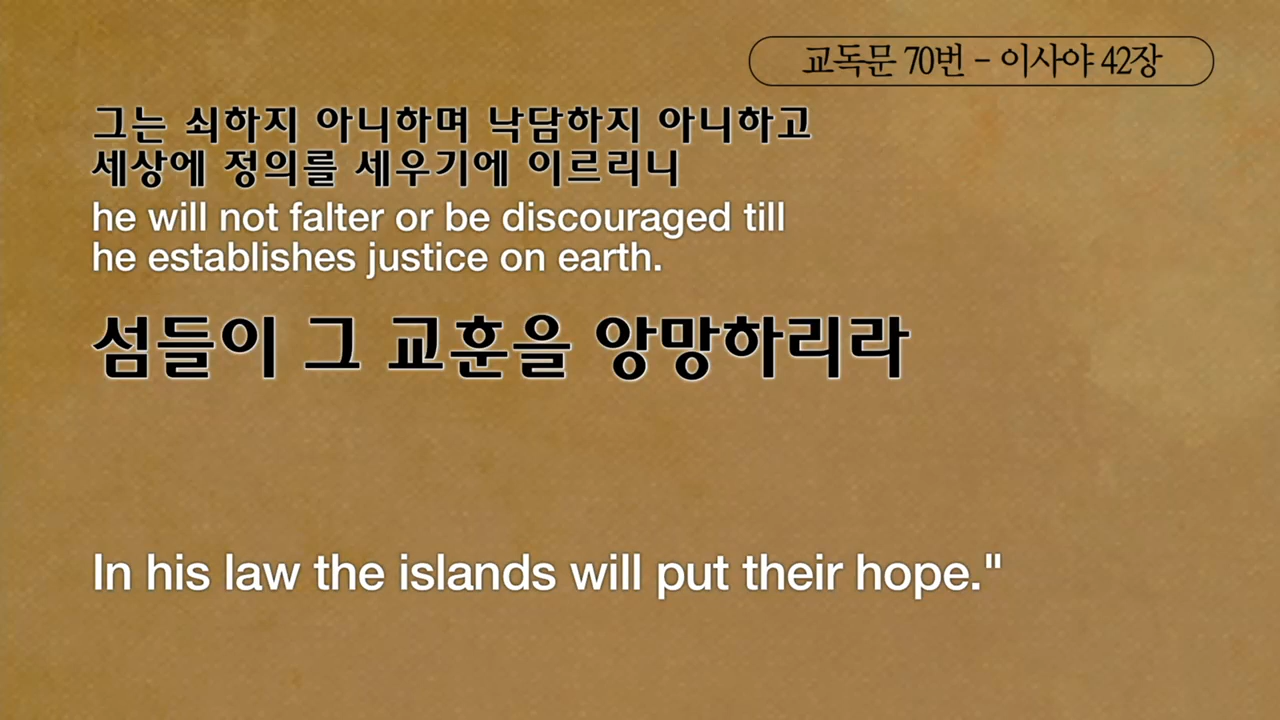 교독문 70번 - 이사야 42장
그는 쇠하지 아니하며 낙담하지 아니하고
세상에 정의를 세우기에 이르리니
he will not falter or be discouraged till
he establishes justice on earth.
섬들이 그 교훈을 앙망하리라
In his law the islands will put their hope."